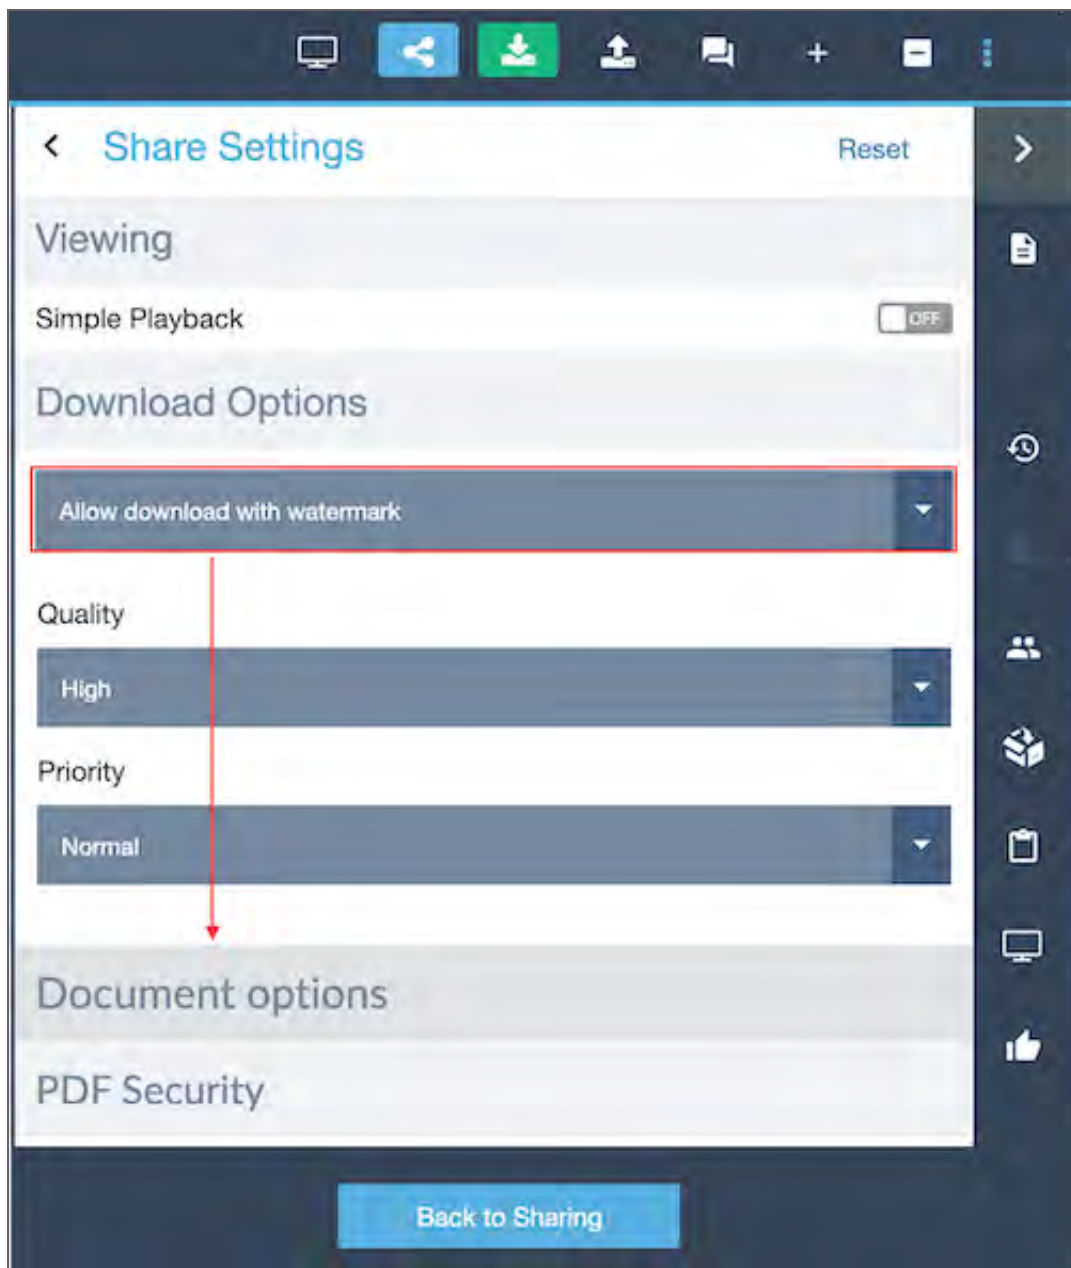 Share Settings
Reset
Viewing
Simple Playback
OFF
Download Options
Allow download with watermark
Quality
High
Priority
Normal
Document options
PDF Security
Back to Sharing